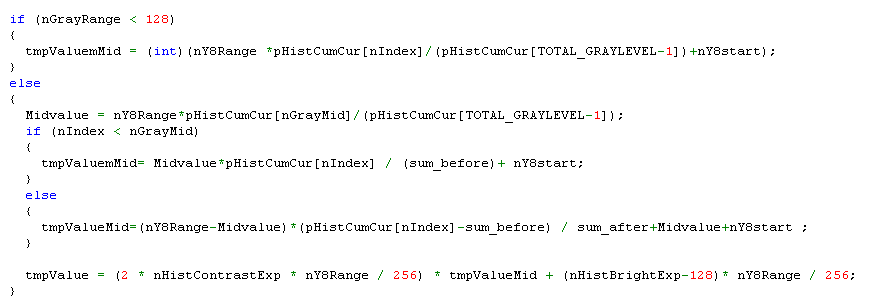 if (nGrayRange < 128)
{
tmpValuemMid = (int)(nY8Range *pHistCumCur[nIndex]/(pHistCumCur[TOTAL_GRAYLEVEL-1])+nY8start);
}
else
{
Midvalue = nY8Range*pHistCumCur[nGrayMid]/(pHistCumCur[TOTAL_GRAYLEVEL-1]);
if (nIndex < nGrayMid)
{
tmpValuemMid= Midvalue*pHistCumCur[nIndex] / (sum_before)+ nY8start;
}
else
{
tmpValueMid=(nY8Range-Midvalue)*(pHistCumCur[nIndex]-sum_before) / sum_after+Midvalue+nY8start ;
}
tmpValue = (2 * nHistContrastExp * nY8Range / 256) * tmpValueMid + (nHistBrightExp-128)* nY8Range / 256;
}